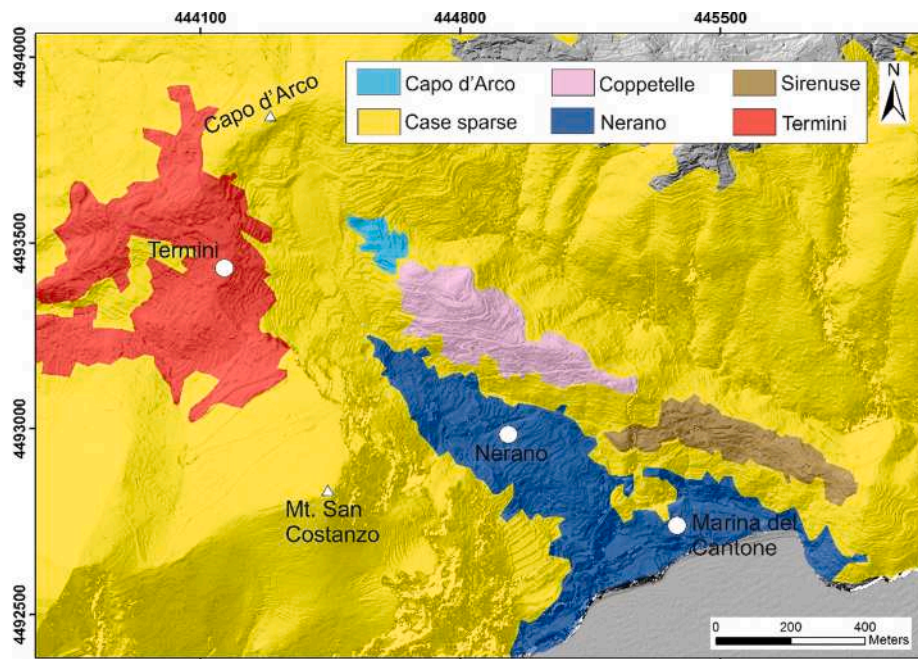 444100 444800 445500
4494000
4493500
4493000
4492500
Capo d'Arco
Coppetelle
Sirenuse
Case sparse
Nerano
Termini
N
Capo d'Arco
Termini
Nerano
Mt. San
Costanzo
Marina del
Cantone
0 200 400
Meters